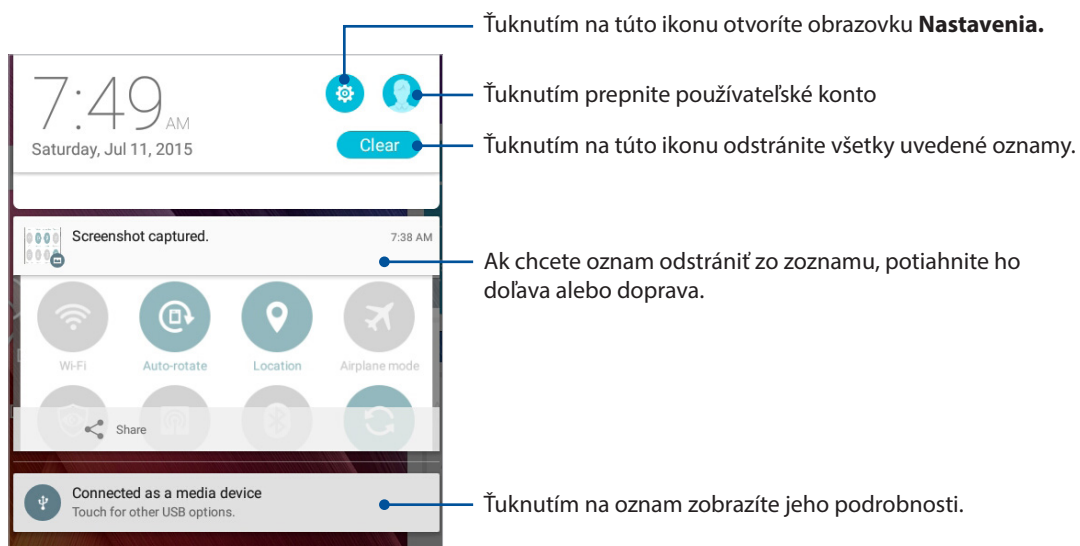 Ťuknutím na túto ikonu otvoríte obrazovku Nastavenia.
7:49 AM
Saturday, Jul 11, 2015
Ťuknutím prepnite používateľské konto
Clear
Ťuknutím na túto ikonu odstránite všetky uvedené oznamy.
Screenshot captured.
7:38 AM
Ak chcete oznam odstrániť zo zoznamu, potiahnite ho
doľava alebo doprava.
Wi-Fi
Auto-rotate
Location
Airplane mode
Share
Connected as a media device
Touch for other USB options.
Ťuknutím na oznam zobrazíte jeho podrobnosti.